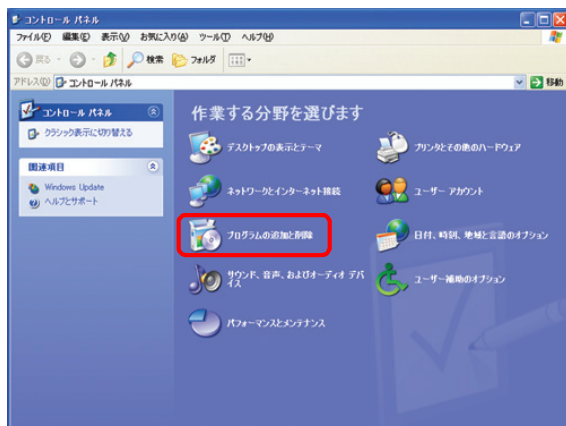 コントロール パネル
ファイル(F) 編集(E) 表示(V) お気に入り(A) ツール(T) ヘルプ(H)
戻る 検索 フォルダ
アドレス(D) コントロール パネル 移動
コントロール パネル
クラシック表示に切り替える
関連項目
Windows Update
ヘルプとサポート
作業する分野を選びます
デスクトップの表示とテーマ
プリンタとその他のハードウェア
ネットワークとインターネット接続
ユーザー アカウント
プログラムの追加と削除
日付、時刻、地域と言語のオプション
サウンド、音声、およびオーディオ デバ
イス
ユーザー補助のオプション
パフォーマンスとメンテナンス